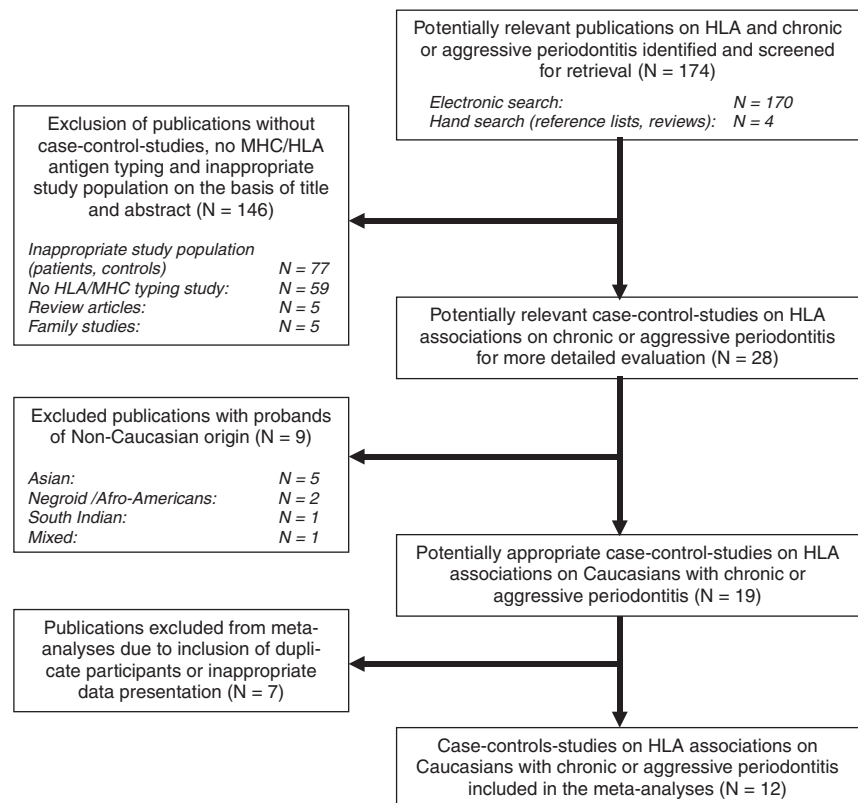 Potentially relevant publications on HLA and chronic
or aggressive periodontitis identified and screened
for retrieval (N = 174)
Electronic search: N = 170
Hand search (reference lists, reviews): N = 4
Exclusion of publications without
case-control-studies, no MHC/HLA
antigen typing and inappropriate
study population on the basis of title
and abstract (N = 146)
Inappropriate study population
(patients, controls) N = 77
No HLA/MHC typing study: N = 59
Review articles: N = 5
Family studies: N = 5
Potentially relevant case-control-studies on HLA
associations on chronic or aggressive periodontitis
for more detailed evaluation (N = 28)
Excluded publications with probands
of Non-Caucasian origin (N = 9)
Asian: N = 5
Negroid /Afro-Americans: N = 2
South Indian: N = 1
Mixed: N = 1
Potentially appropriate case-control-studies on HLA
associations on Caucasians with chronic or
aggressive periodontitis (N = 19)
Publications excluded from meta-
analyses due to inclusion of dupli-
cate participants or inappropriate
data presentation (N = 7)
Case-controls-studies on HLA associations on
Caucasians with chronic or aggressive periodontitis
included in the meta-analyses (N = 12)